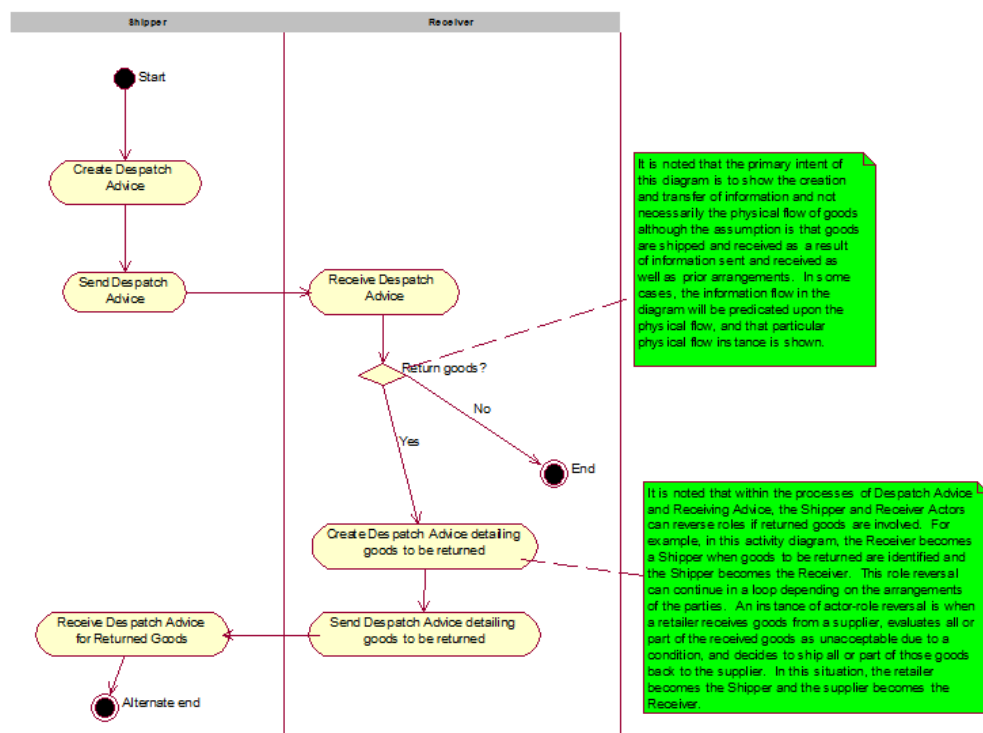 Shipper
Receiver
Start
Create Despatch
Advice
Send Despatch
Advice
Receive Despatch
Advice
Return goods?
No
Yes
End
Create Despatch Advice detailing
goods to be returned
Send Despatch Advice detailing
goods to be returned
Receive Despatch Advice
for Returned Goods
Alternate end
It is noted that the primary intent of
this diagram is to show the creation
and transfer of information and not
necessarily the physical flow of goods
although the assumption is that goods
are shipped and received as a result
of information sent and received as
well as prior arrangements. In some
cases, the information flow in the
diagram will be predicated upon the
physical flow, and that particular
physical flow instance is shown.
It is noted that within the processes of Despatch Advice
and Receiving Advice, the Shipper and Receiver Actors
can reverse roles if returned goods are involved. For
example, in this activity diagram, the Receiver becomes
a Shipper when goods to be returned are identified and
the Shipper becomes the Receiver. This role reversal
can continue in a loop depending on the arrangements
of the parties. An instance of actor-role reversal is when
a retailer receives goods from a supplier, evaluates all or
part of the received goods as unacceptable due to a
condition, and decides to ship all or part of those goods
back to the supplier. In this situation, the retailer
becomes the Shipper and the supplier becomes the
Receiver.